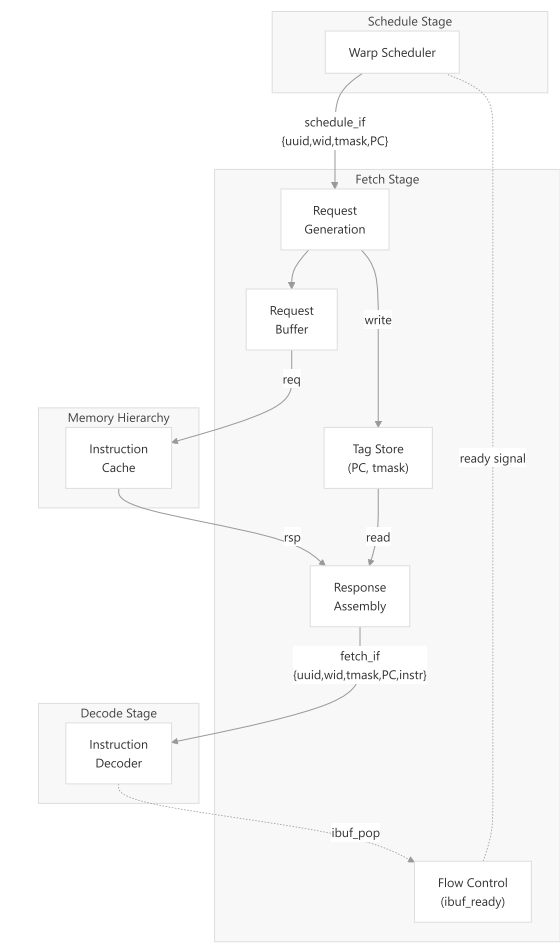 Schedule Stage
Warp Scheduler
schedule_if
{uuid,wid,tmask,PC}
Fetch Stage
Request
Generation
Request
Buffer
write
req
Memory Hierarchy
Instruction
Cache
Tag Store
(PC, tmask)
ready signal
rsp
read
Response
Assembly
fetch_if
{uuid,wid,tmask,PC,instr}
Decode Stage
Instruction
Decoder
ibuf_pop
Flow Control
(ibuf_ready)